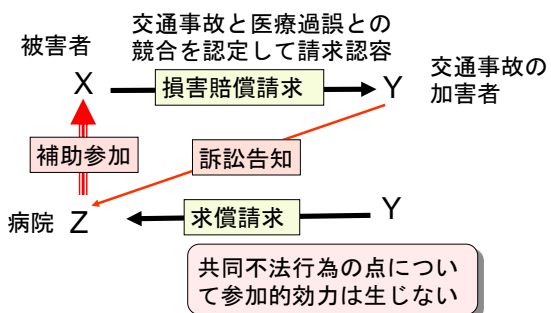 交通事故と医療過誤との
競合を認定して請求認容
被害者
X
損害賠償請求
Y
交通事故の
加害者
補助参加
訴訟告知
病院 Z
求償請求
Y
共同不法行為の点につい
て参加的効力は生じない